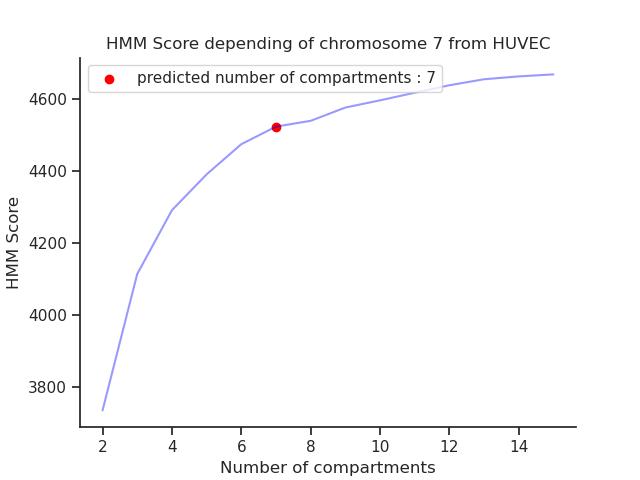 HMM Score depending of chromosome 7 from HUVEC
predicted number of compartments : 7
4600
4400
4200
4000
3800
HMM Score
2 4 6 8 10 12 14
Number of compartments